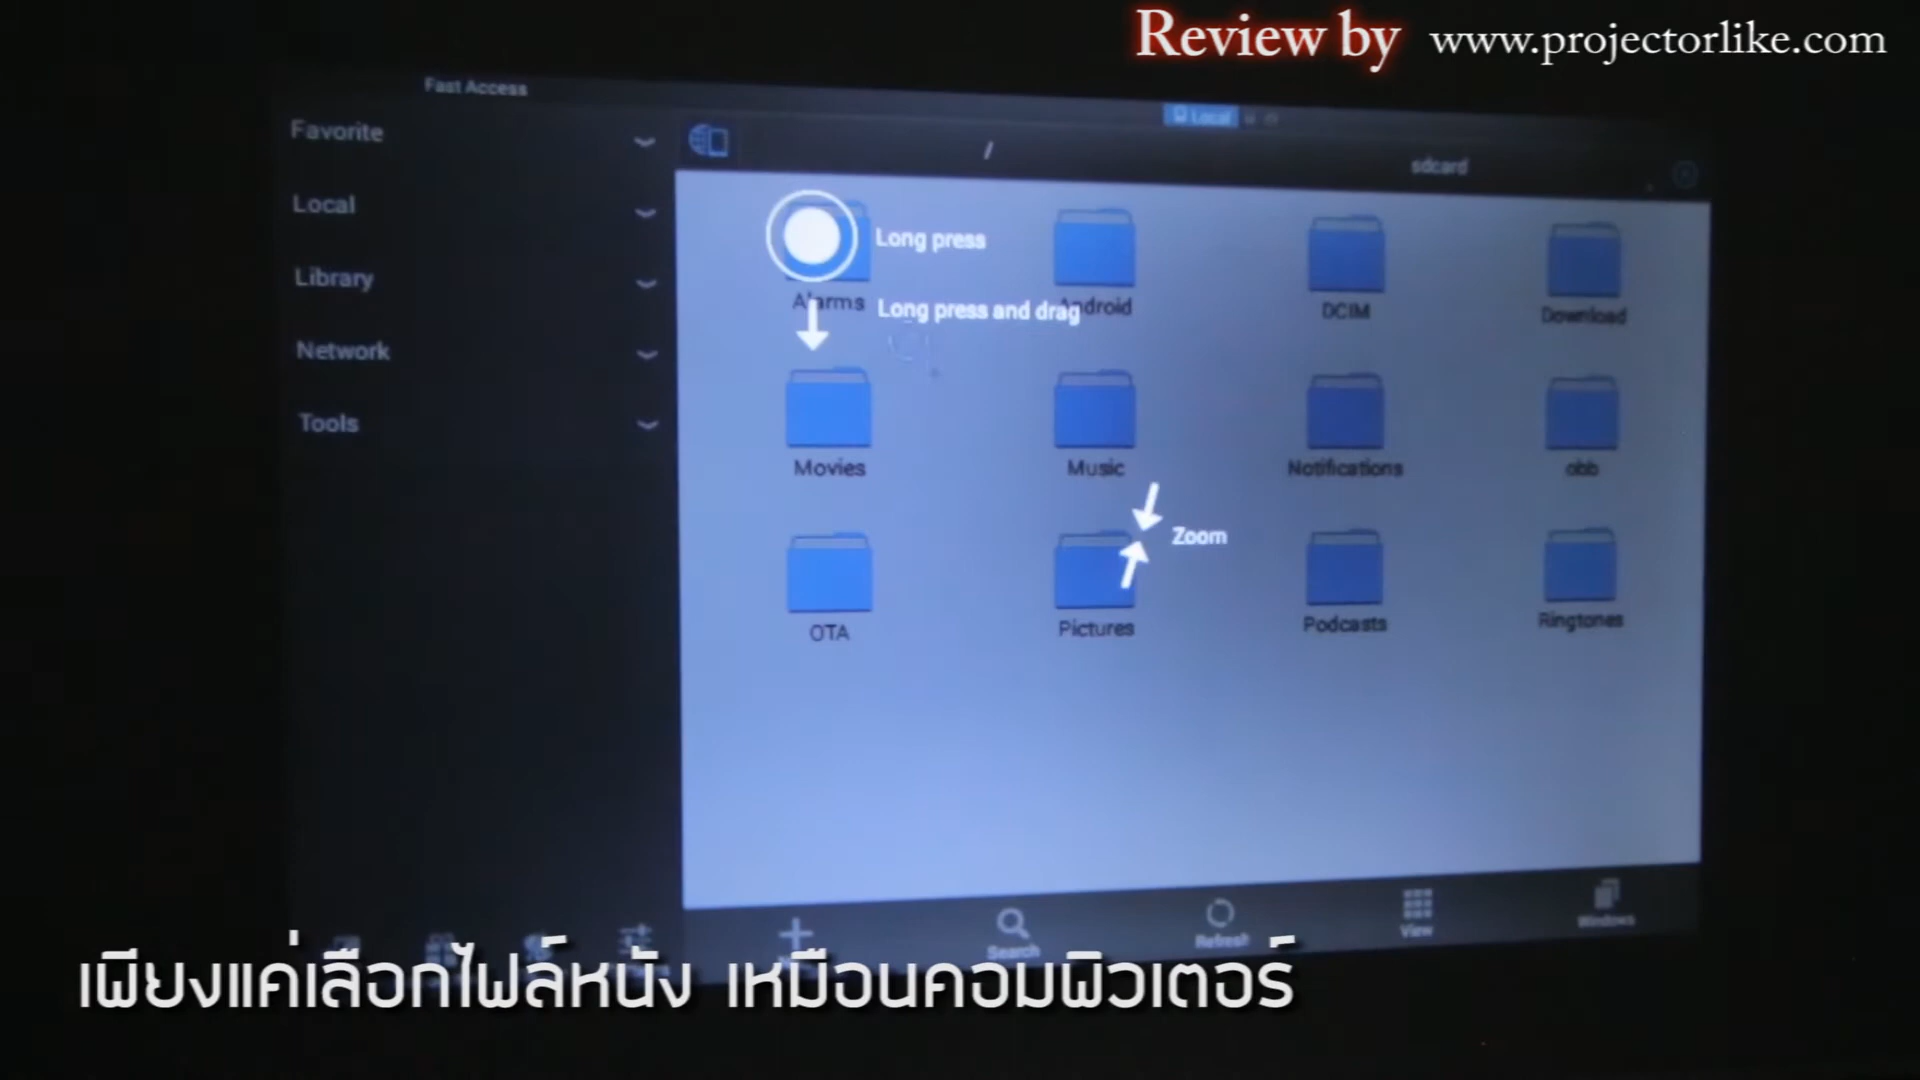 Review by www.projectorlike.com
Fast Access
Local
Favorite
/
sdcard
Local
Library
Network
Tools
Long press
Long press and drag
Alarms
Android
DCIM
Download
Movies
Music
Notifications
obb
Zoom
OTA
Pictures
Podcasts
Ringtones
Search
Refresh
View
Windows
เพียงแค่เลือกไฟล์หนัง เหมือนคอมพิวเตอร์